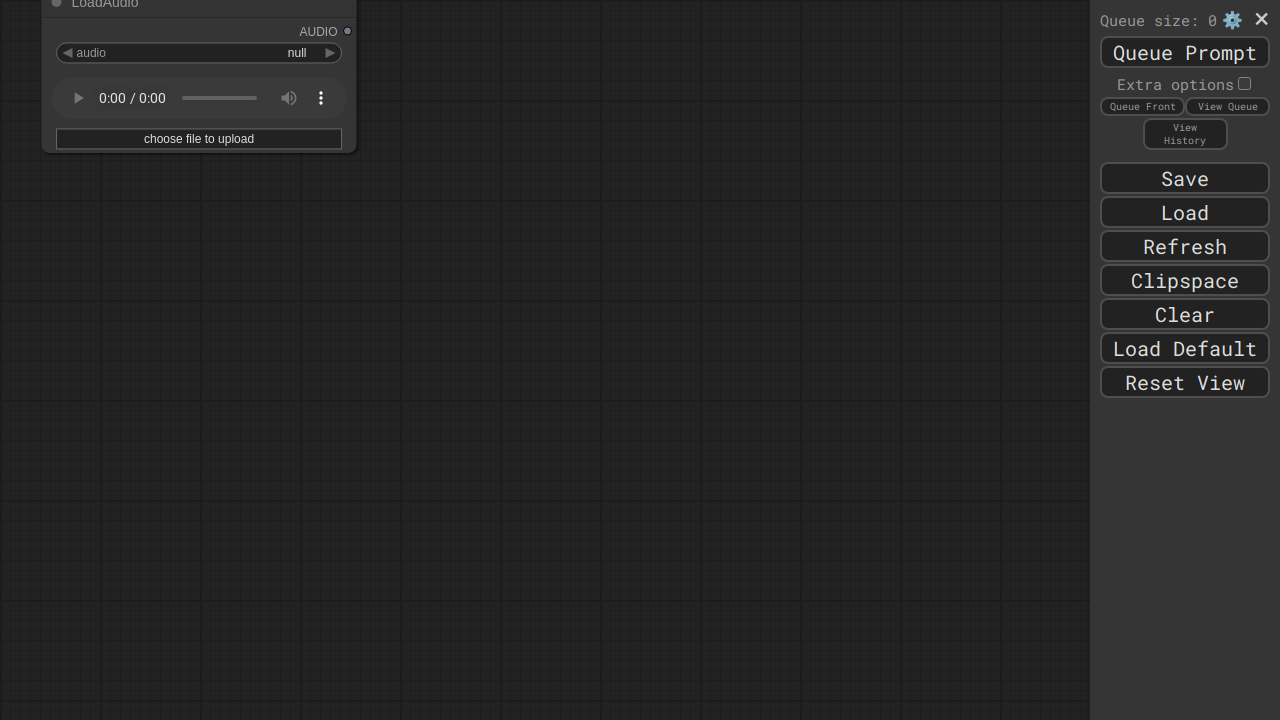 LoadAudio
AUDIO
audio null
0:00 / 0:00
choose file to upload
Queue size: 0
Queue Prompt
Extra options
Queue Front View Queue
View
History
Save
Load
Refresh
Clipspace
Clear
Load Default
Reset View